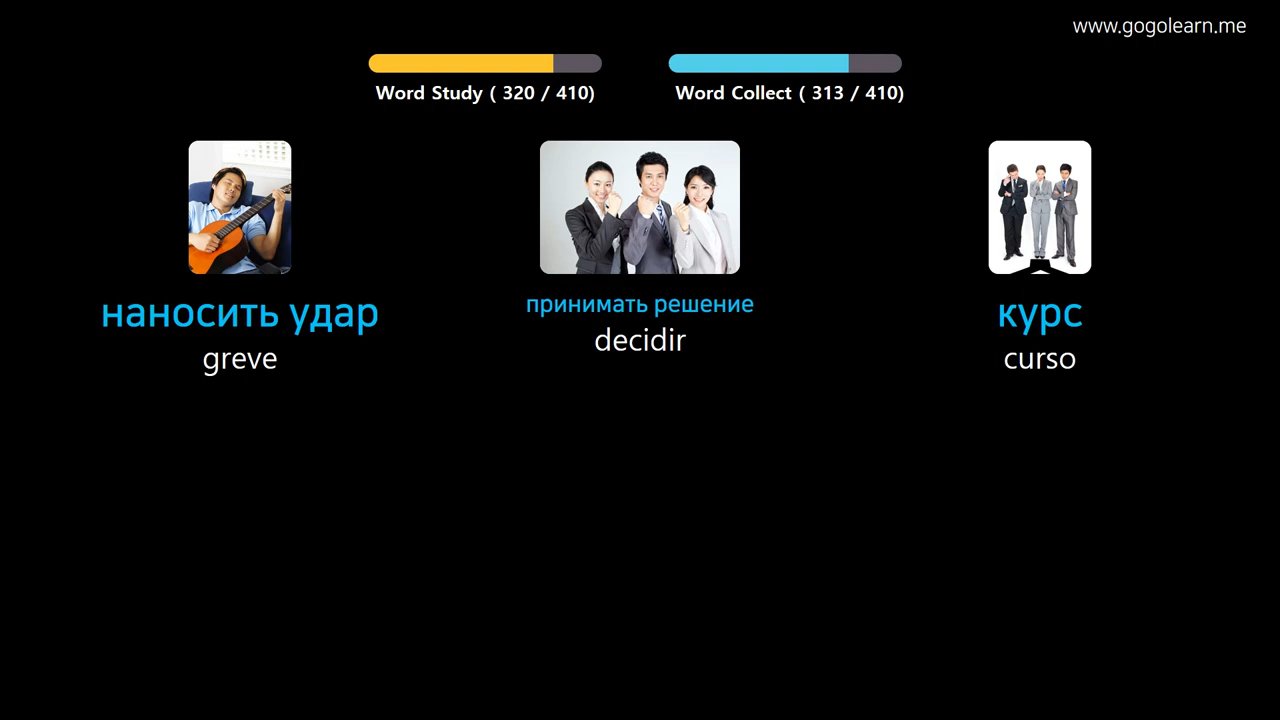 www.gogolearn.me
Word Study ( 320 / 410)
Word Collect ( 313 / 410)
наносить удар
greve
принимать решение
decidir
курс
curso